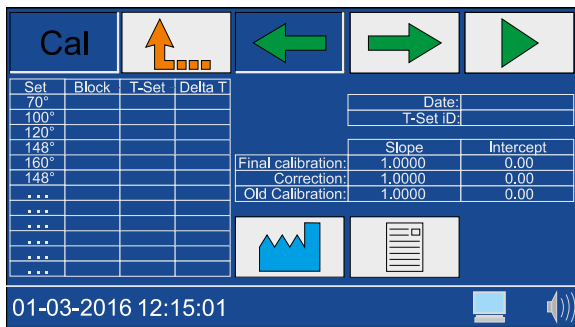 Cal
Set Block T-Set Delta T
70°
100°
120°
148°
160°
148°
...
...
...
...
...
Date:
T-Set iD:
Slope Intercept
Final calibration: 1.0000 0.00
Correction: 1.0000 0.00
Old Calibration: 1.0000 0.00
01-03-2016 12:15:01